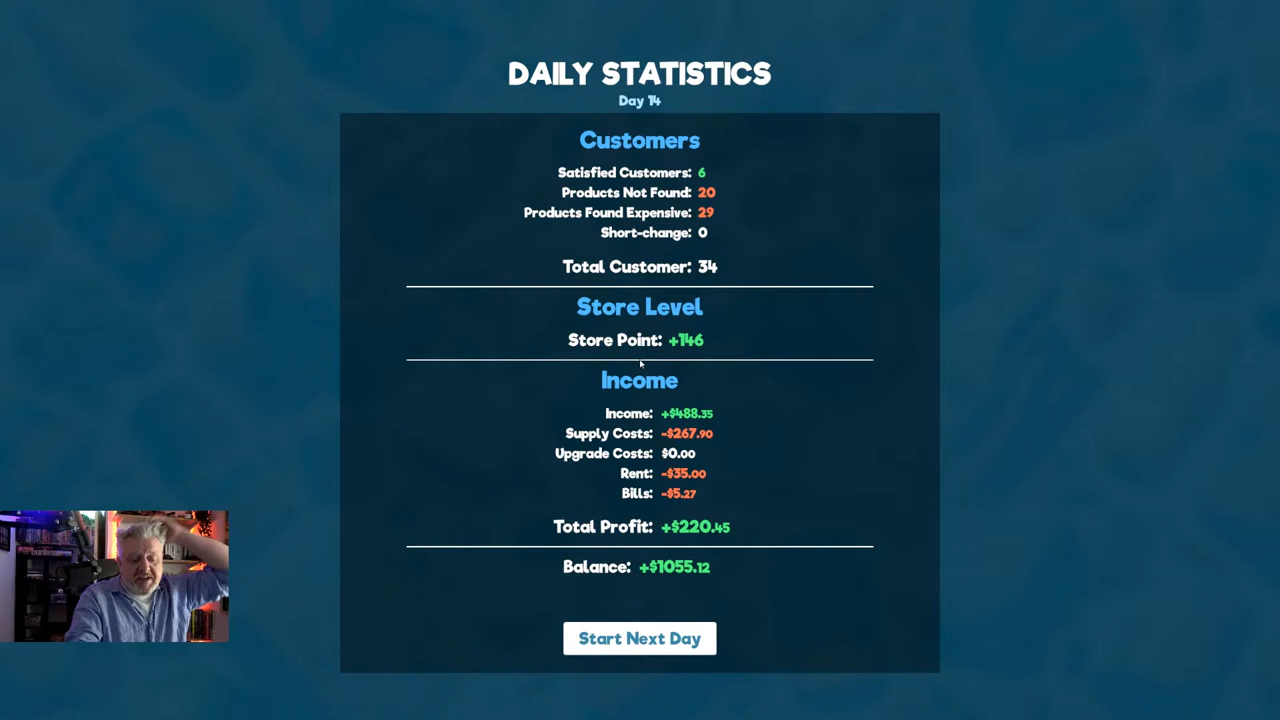 DAILY STATISTICS
Day 14
Customers
Satisfied Customers: 6
Products Not Found: 20
Products Found Expensive: 29
Short-change: 0
Total Customer: 34
Store Level
Store Point: +146
Income
Income: +$488.35
Supply Costs: -$267.90
Upgrade Costs: $0.00
Rent: -$35.00
Bills: -$5.27
Total Profit: +$220.45
Balance: +$1055.12
Start Next Day